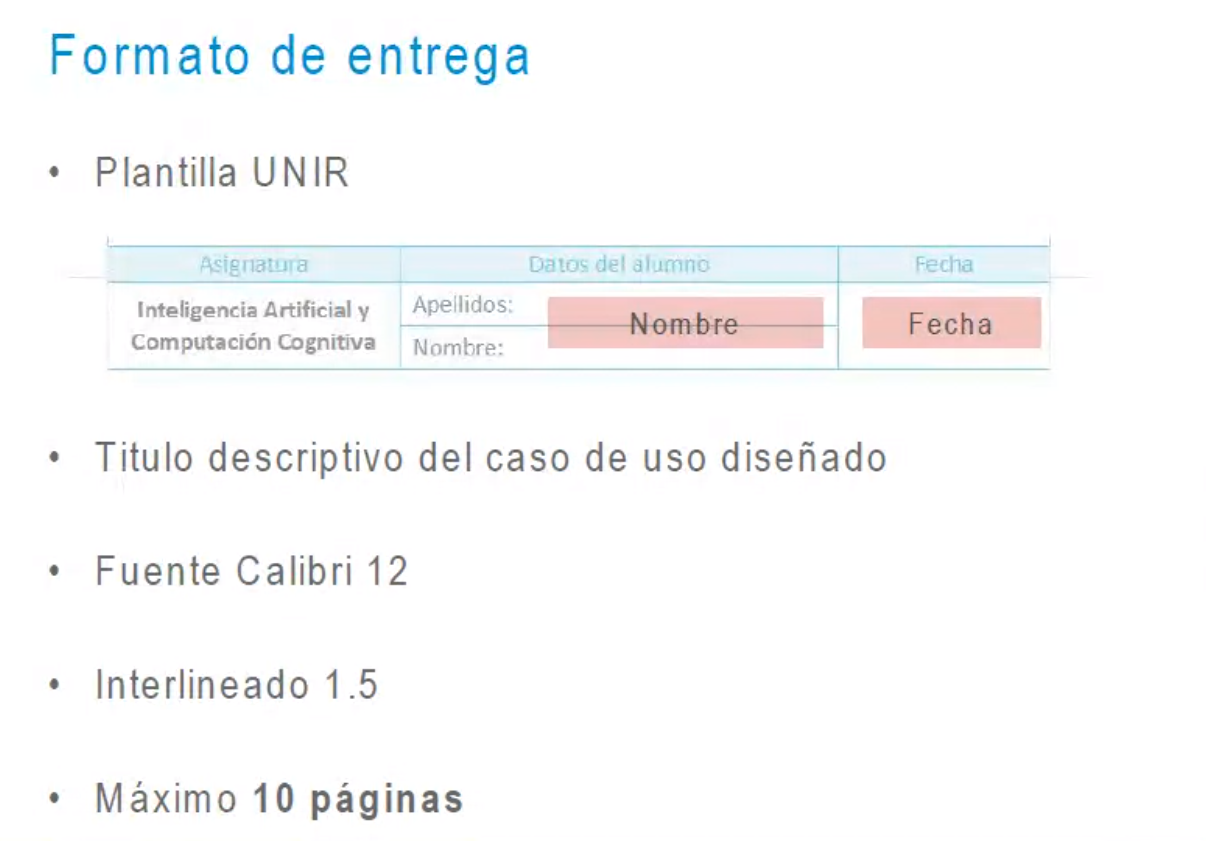 Formato de entrega
• Plantilla UNIR
Asignatura Datos del alumno Fecha
Inteligencia Artificial y
Computación Cognitiva
Apellidos:
Nombre:
Nombre
Fecha
• Titulo descriptivo del caso de uso diseñado
• Fuente Calibri 12
• Interlineado 1.5
• Máximo 10 páginas